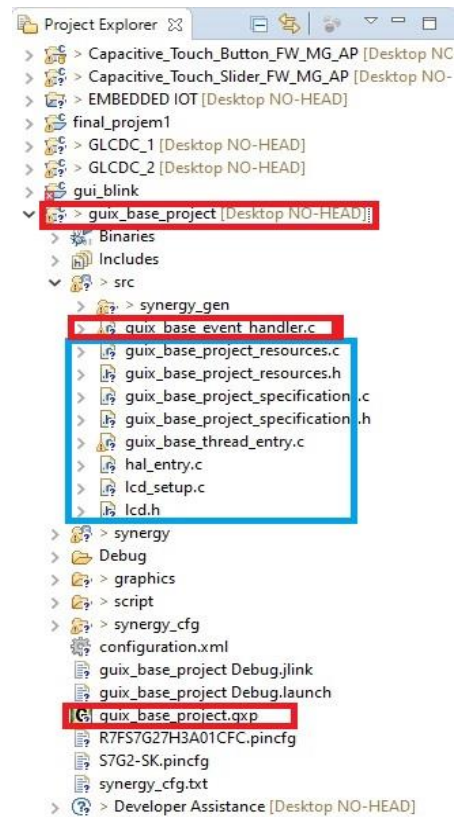 Project Explorer
> Capacitive_Touch_Button_FW_MG_AP [Desktop NO
> Capacitive_Touch_Slider_FW_MG_AP [Desktop NO-
> EMBEDDED IOT [Desktop NO-HEAD]
final_projem1
> GLCDC_1 [Desktop NO-HEAD]
> GLCDC_2 [Desktop NO-HEAD]
gui_blink
> guix_base_project [Desktop NO-HEAD]
Binaries
Includes
> src
> synergy_gen
guix_base_event_handler.c
guix_base_project_resources.c
guix_base_project_resources.h
guix_base_project_specification .c
guix_base_project_specification .h
guix_base_thread_entry.c
hal_entry.c
lcd_setup.c
lcd.h
> synergy
Debug
> graphics
> script
> synergy_cfg
configuration.xml
guix_base_project Debug.jlink
guix_base_project Debug.launch
guix_base_project.gxp
R7FS7G27H3A01CFC.pincfg
S7G2-SK.pincfg
synergy_cfg.txt
> Developer Assistance [Desktop NO-HEAD]